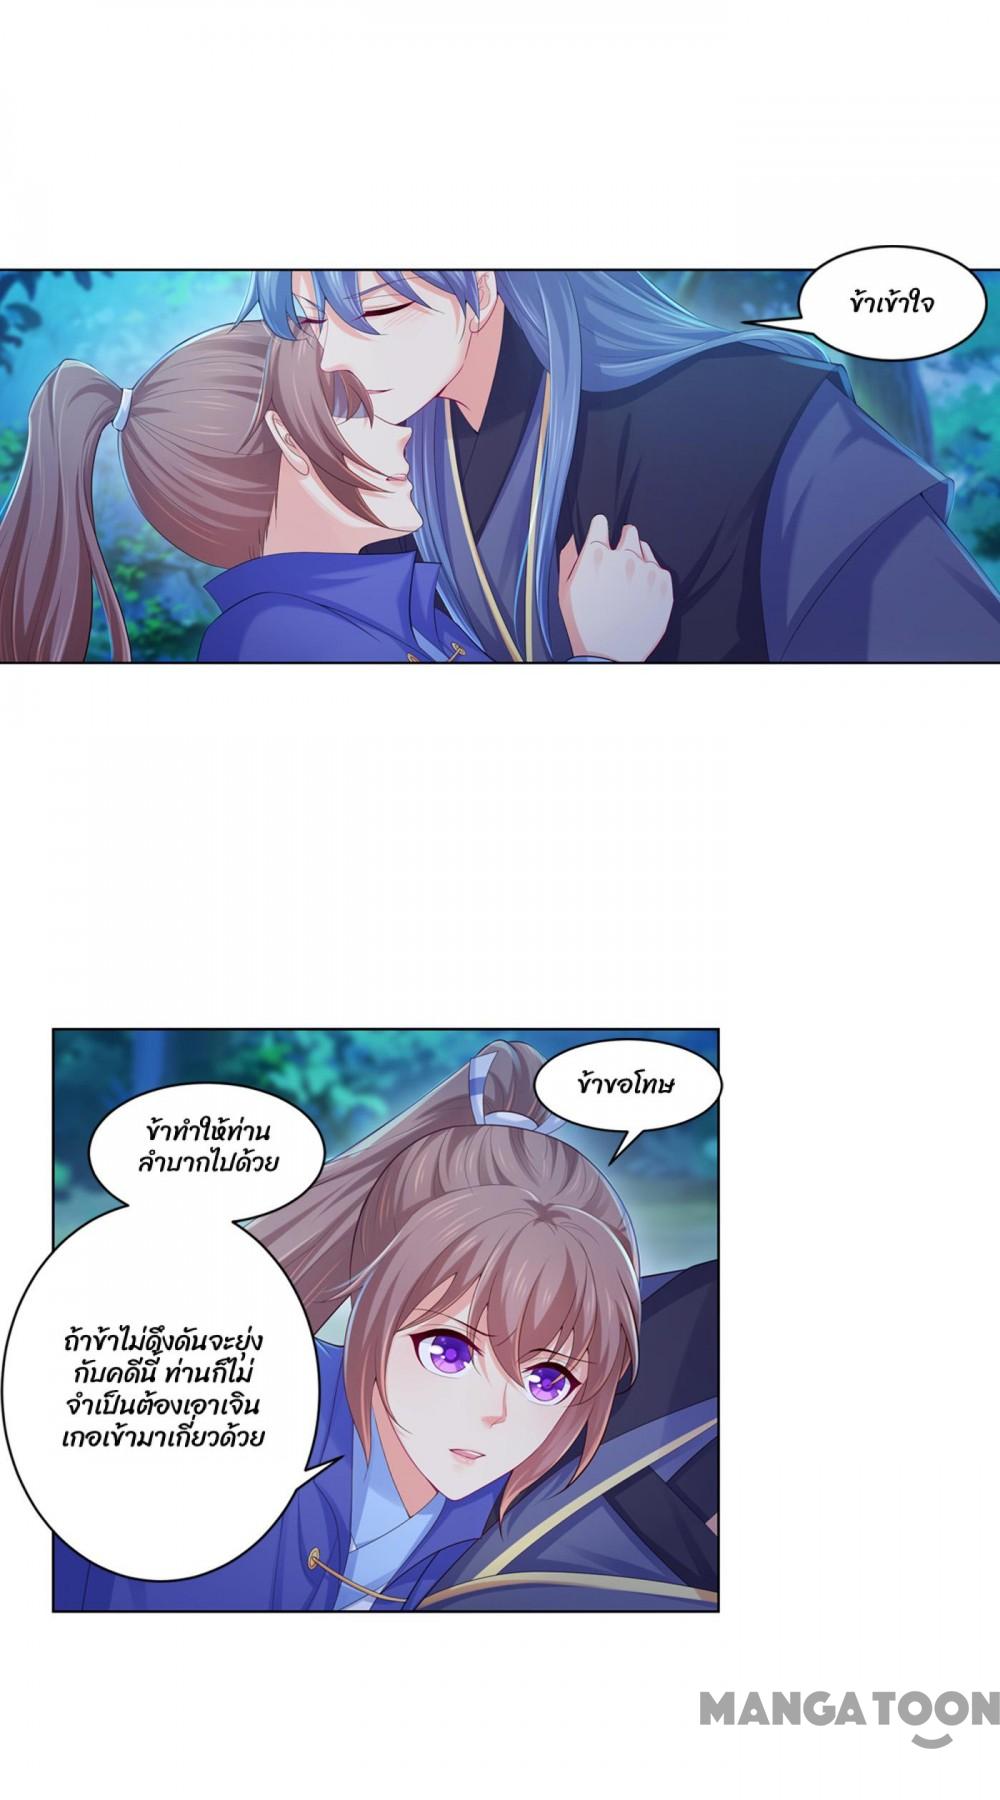 ข้าเข้าใจ
ข้าขอโทษ
ข้าทำให้ท่าน
ลำบากไปด้วย
ถ้าข้าไม่ดึงดันจะยุ่ง
กับคดีนี้ ท่านก็ไม่
จำเป็นต้องเอาเจิน
เกอเข้ามาเกี่ยวด้วย
MANGATOON